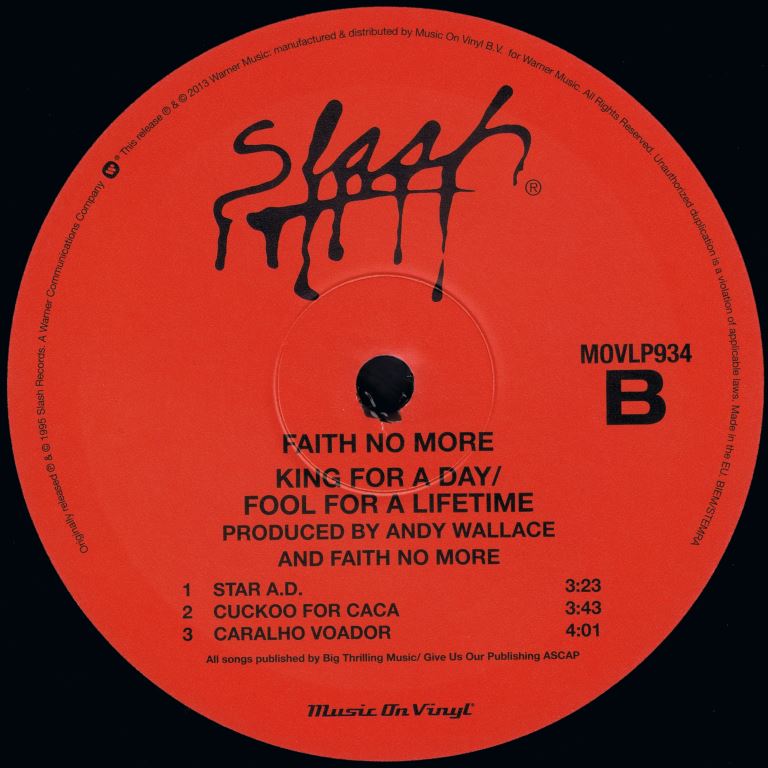 Originally released ℗ & © 1995 Slash Records. A Warner Communications Company ® This release ℗ & © 2013 Warner Music: manufactured & distributed by Music On Vinyl B.V. for Warner Music. All Rights Reserved. Unauthorized duplication is a violation of applicable laws. Made in the EU. BIEM/STEMRA
Slash ®
MOVLP934
B
FAITH NO MORE
KING FOR A DAY/
FOOL FOR A LIFETIME
PRODUCED BY ANDY WALLACE
AND FAITH NO MORE
1 STAR A.D. 3:23
2 CUCKOO FOR CACA 3:43
3 CARALHO VOADOR 4:01
All songs published by Big Thrilling Music/ Give Us Our Publishing ASCAP
Music On Vinyl